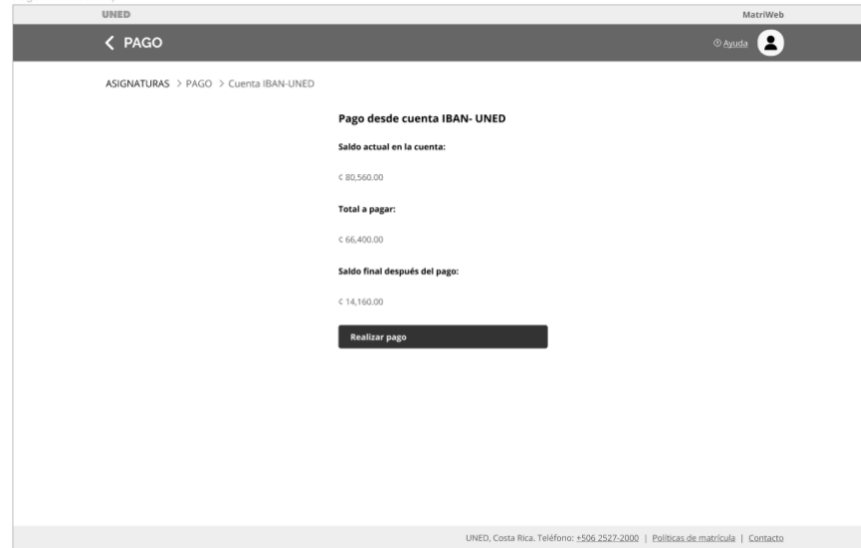 UNED MatriWeb
PAGO Ayuda
ASIGNATURAS > PAGO > Cuenta IBAN-UNED
Pago desde cuenta IBAN- UNED
Saldo actual en la cuenta:
₡ 80,560.00
Total a pagar:
₡ 66,400.00
Saldo final después del pago:
₡ 14,160.00
Realizar pago
UNED, Costa Rica. Teléfono: +506 2527-2000 | Políticas de matrícula | Contacto